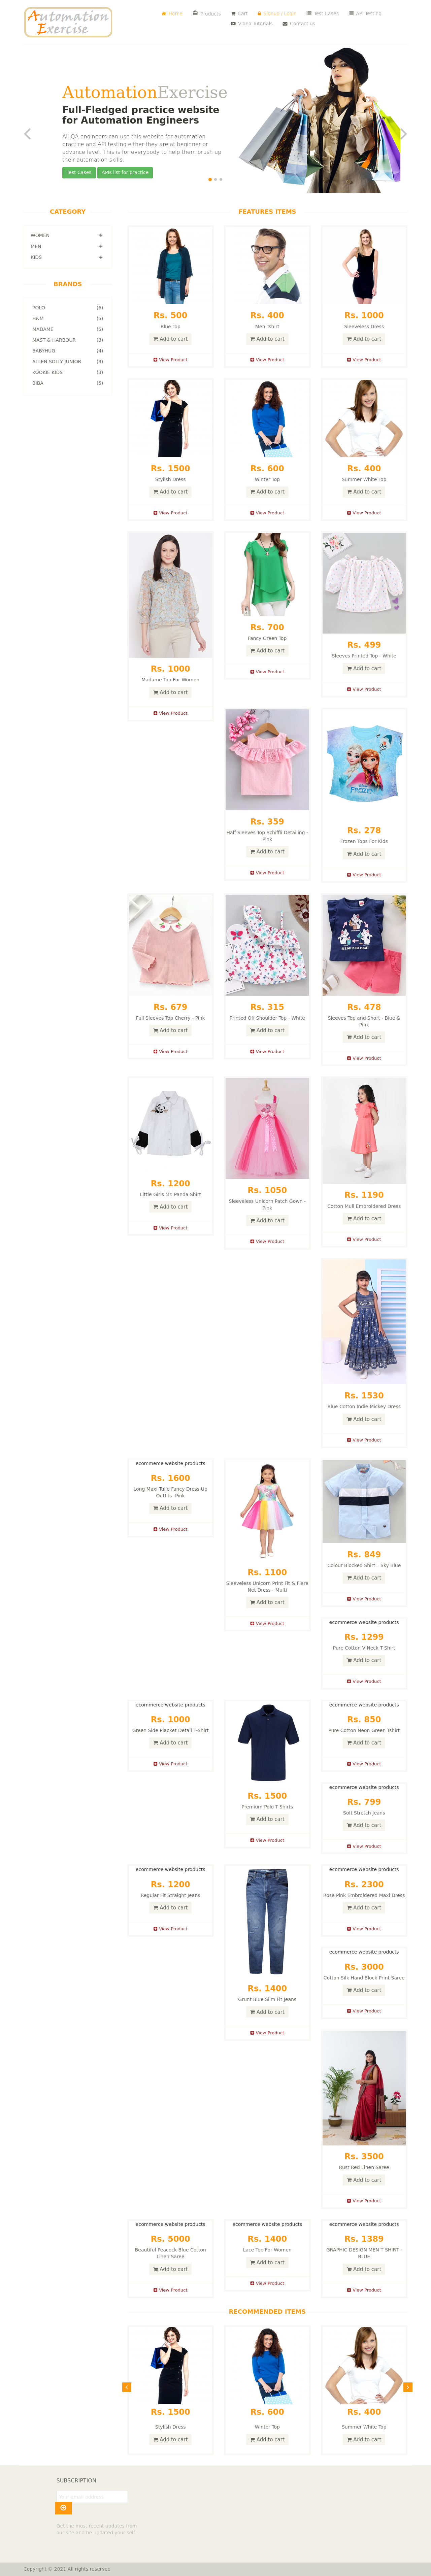 Automation
Exercise
Home
Products
Cart
Signup / Login
Test Cases
API Testing
Video Tutorials
Contact us
AutomationExercise
Full-Fledged practice website
for Automation Engineers
All QA engineers can use this website for automation
practice and API testing either they are at beginner or
advance level. This is for everybody to help them brush up
their automation skills.
Test Cases
APIs list for practice
CATEGORY
WOMEN
MEN
KIDS
BRANDS
POLO (6)
H&M (5)
MADAME (5)
MAST & HARBOUR (3)
BABYHUG (4)
ALLEN SOLLY JUNIOR (3)
KOOKIE KIDS (3)
BIBA (5)
FEATURES ITEMS
Rs. 500
Blue Top
Add to cart
View Product
Rs. 400
Men Tshirt
Add to cart
View Product
Rs. 1000
Sleeveless Dress
Add to cart
View Product
Rs. 1500
Stylish Dress
Add to cart
View Product
Rs. 600
Winter Top
Add to cart
View Product
Rs. 400
Summer White Top
Add to cart
View Product
Rs. 1000
Madame Top For Women
Add to cart
View Product
Rs. 700
Fancy Green Top
Add to cart
View Product
Rs. 499
Sleeves Printed Top - White
Add to cart
View Product
Rs. 359
Half Sleeves Top Schiffli Detailing -
Pink
Add to cart
View Product
FROZEN
Rs. 278
Frozen Tops For Kids
Add to cart
View Product
Rs. 679
Full Sleeves Top Cherry - Pink
Add to cart
View Product
Rs. 315
Printed Off Shoulder Top - White
Add to cart
View Product
Rs. 478
Sleeves Top and Short - Blue &
Pink
Add to cart
View Product
Rs. 1200
Little Girls Mr. Panda Shirt
Add to cart
View Product
Rs. 1050
Sleeveless Unicorn Patch Gown -
Pink
Add to cart
View Product
Rs. 1190
Cotton Mull Embroidered Dress
Add to cart
View Product
Rs. 1530
Blue Cotton Indie Mickey Dress
Add to cart
View Product
ecommerce website products
Rs. 1600
Long Maxi Tulle Fancy Dress Up
Outfits -Pink
Add to cart
View Product
Rs. 1100
Sleeveless Unicorn Print Fit & Flare
Net Dress - Multi
Add to cart
View Product
Rs. 849
Colour Blocked Shirt – Sky Blue
Add to cart
View Product
ecommerce website products
Rs. 1299
Pure Cotton V-Neck T-Shirt
Add to cart
View Product
ecommerce website products
Rs. 1000
Green Side Placket Detail T-Shirt
Add to cart
View Product
Rs. 1500
Premium Polo T-Shirts
Add to cart
View Product
ecommerce website products
Rs. 850
Pure Cotton Neon Green Tshirt
Add to cart
View Product
ecommerce website products
Rs. 799
Soft Stretch Jeans
Add to cart
View Product
ecommerce website products
Rs. 1200
Regular Fit Straight Jeans
Add to cart
View Product
Rs. 1400
Grunt Blue Slim Fit Jeans
Add to cart
View Product
ecommerce website products
Rs. 2300
Rose Pink Embroidered Maxi Dress
Add to cart
View Product
ecommerce website products
Rs. 3000
Cotton Silk Hand Block Print Saree
Add to cart
View Product
Rs. 3500
Rust Red Linen Saree
Add to cart
View Product
ecommerce website products
Rs. 5000
Beautiful Peacock Blue Cotton
Linen Saree
Add to cart
View Product
ecommerce website products
Rs. 1400
Lace Top For Women
Add to cart
View Product
ecommerce website products
Rs. 1389
GRAPHIC DESIGN MEN T SHIRT -
BLUE
Add to cart
View Product
RECOMMENDED ITEMS
Rs. 1500
Stylish Dress
Add to cart
Rs. 600
Winter Top
Add to cart
Rs. 400
Summer White Top
Add to cart
SUBSCRIPTION
Your email address
Get the most recent updates from
our site and be updated your self...
Copyright © 2021 All rights reserved